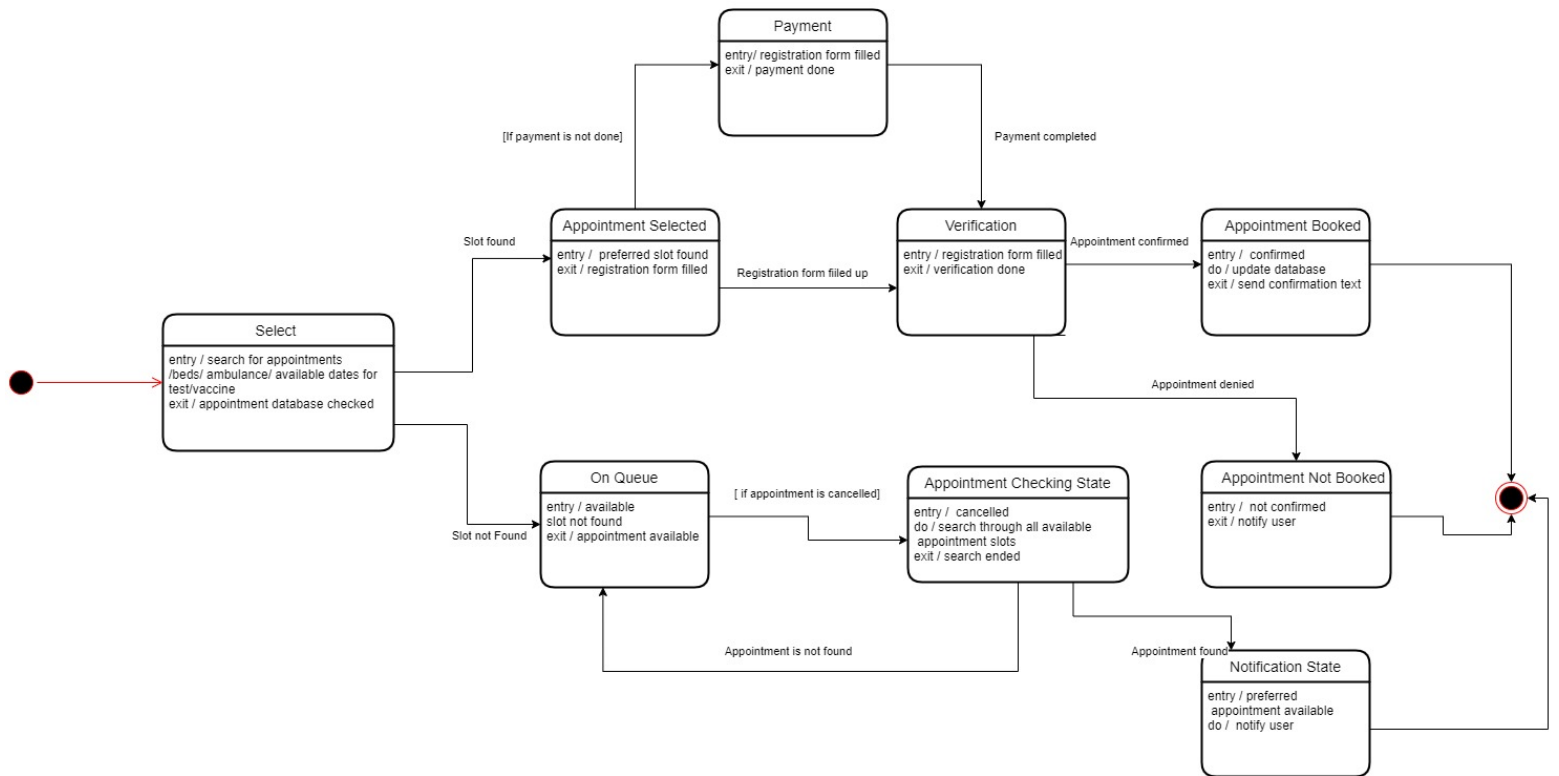 Payment
entry/ registration form filled
exit / payment done
[If payment is not done]
Payment completed
Appointment Selected
entry /  preferred slot found
exit / registration form filled
Slot found
Registration form filled up
Verification
entry / registration form filled
exit / verification done
Appointment confirmed
Appointment Booked
entry /  confirmed
do / update database
exit / send confirmation text
Select
entry / search for appointments
/beds/ ambulance/ available dates for
test/vaccine
exit / appointment database checked
Appointment denied
Slot not Found
On Queue
entry / available
slot not found
exit / appointment available
[ if appointment is cancelled]
Appointment Checking State
entry /  cancelled
do / search through all available
appointment slots
exit / search ended
Appointment Not Booked
entry /  not confirmed
exit / notify user
Appointment is not found
Appointment found
Notification State
entry / preferred
appointment available
do /  notify user